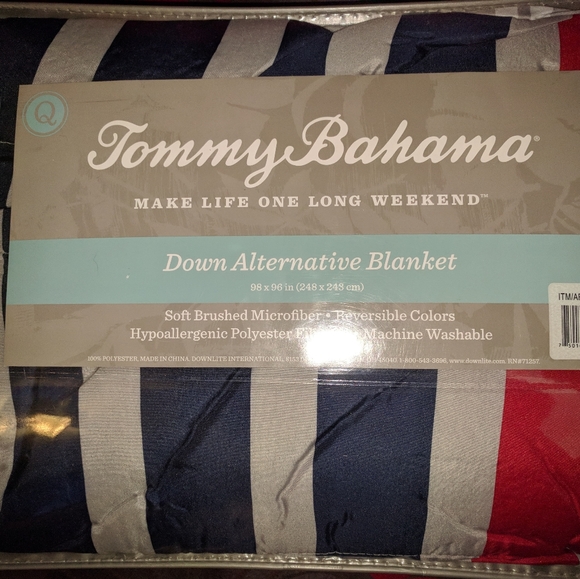 Q
Tommy Bahama®
MAKE LIFE ONE LONG WEEKEND™
Down Alternative Blanket
98 x 96 in (248 x 243 cm)
Soft Brushed Microfiber • Reversible Colors
Hypoallergenic Polyester Machine Washable
100% POLYESTER, MADE IN CHINA. DOWNLITE INTERNATIONAL, 1-800-543-3696, www.downlite.com. RN#71257.
ITM/AR